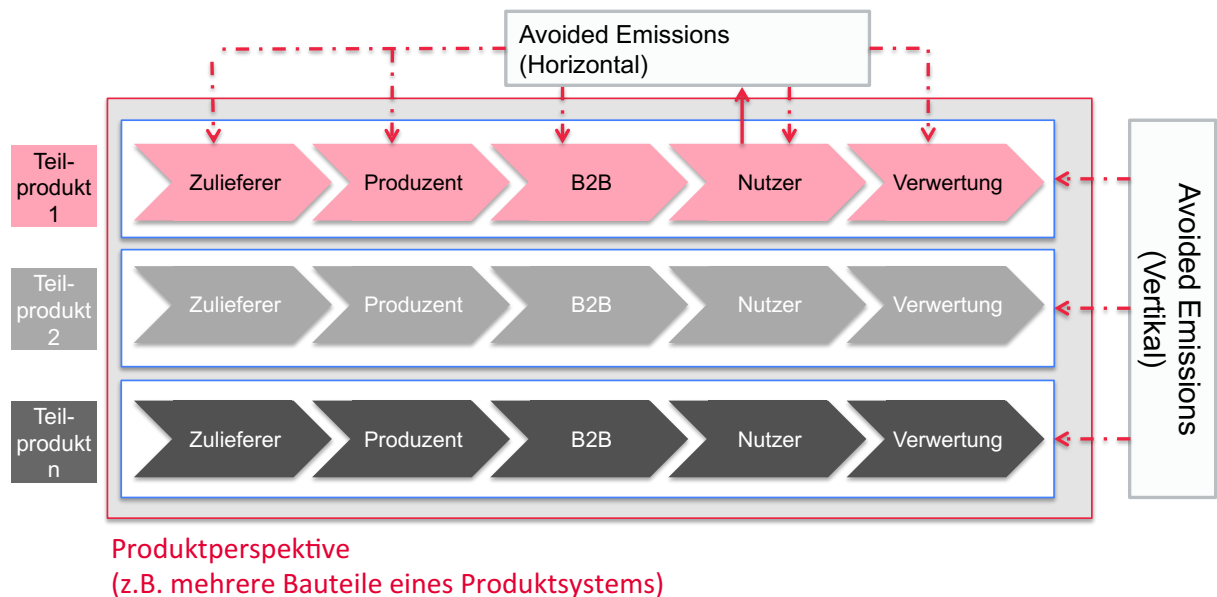 Avoided Emissions
(Horizontal)
Teil-
produkt
1
Zulieferer
Produzent
B2B
Nutzer
Verwertung
Teil-
produkt
2
Zulieferer
Produzent
B2B
Nutzer
Verwertung
Teil-
produkt
n
Zulieferer
Produzent
B2B
Nutzer
Verwertung
Avoided Emissions
(Vertikal)
Produktperspektive
(z.B. mehrere Bauteile eines Produktsystems)